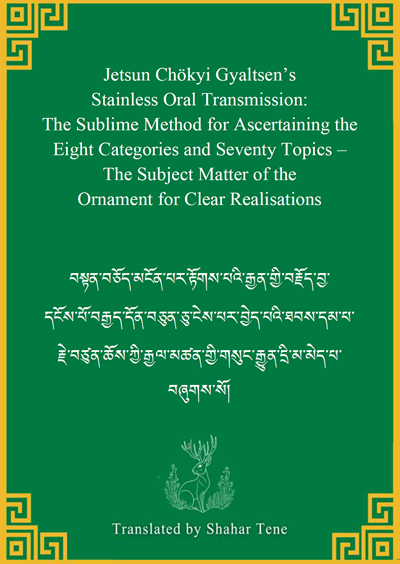 Jetsun Chökyi Gyaltsen’s
Stainless Oral Transmission:
The Sublime Method for Ascertaining the
Eight Categories and Seventy Topics –
The Subject Matter of the
Ornament for Clear Realisations
བསྟན་བཅོད་མངོན་པར་རྟོགས་པའི་རྒྱན་གྱི་བརྗོད་བྱ་
དངོས་པོ་བརྒྱད་དོན་བཅུན་ཅུ་ངེས་པར་བྱེད་པའི་ཐབས་དམ་པ་
རྗེ་བཙུན་ཆོས་ཀྱི་རྒྱལ་མཚན་གྱི་གསུང་རྒྱུན་དྲི་མ་མེད་པ་
བཞུགས་སོ།
Translated by Shahar Tene